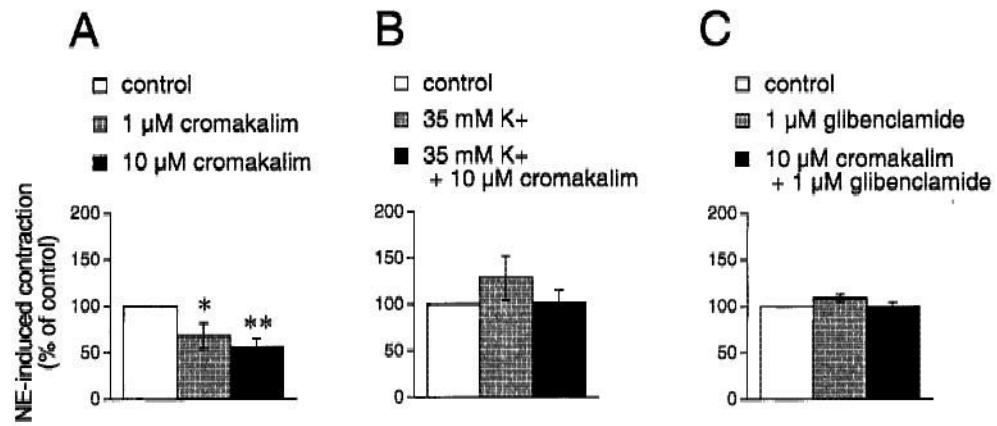 A
control
1 µM cromakalim
10 µM cromakalim
NE-induced contraction
(% of control)
200
150
100
50
0
*
**
B
control
35 mM K+
35 mM K+
+ 10 µM cromakalim
200
150
100
50
0
C
control
1 µM glibenclamide
10 µM cromakalim
+ 1 µM glibenclamide
200
150
100
50
0